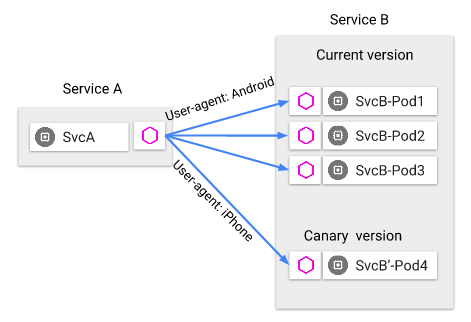 Service B
Current version
Service A
User-agent: Android
SvcB-Pod1
SvcA
SvcB-Pod2
SvcB-Pod3
User-agent: iPhone
Canary version
SvcB'-Pod4